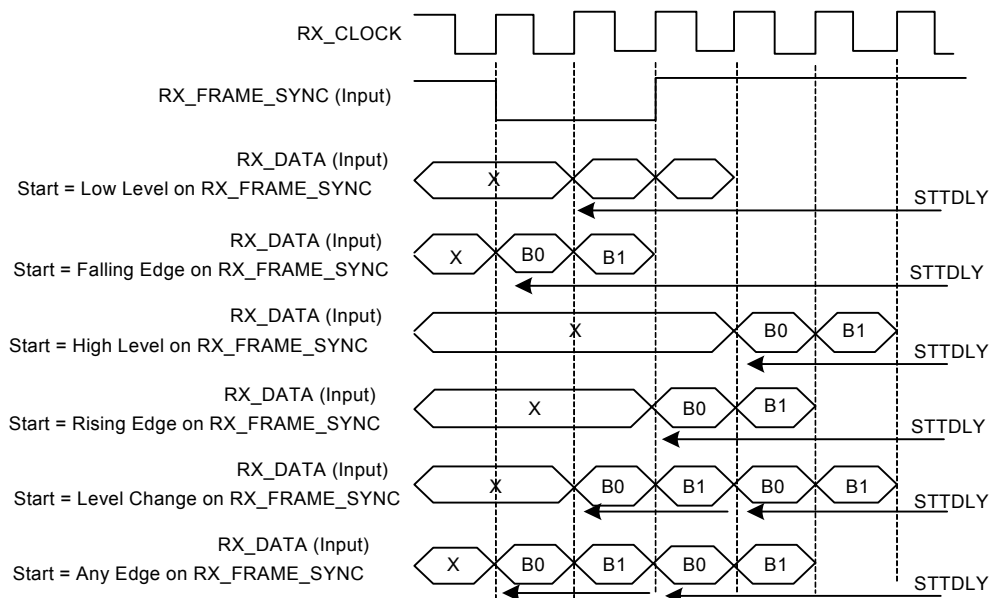 RX_CLOCK
RX_FRAME_SYNC (Input)
RX_DATA (Input)
Start = Low Level on RX_FRAME_SYNC
X
STTDLY
RX_DATA (Input)
Start = Falling Edge on RX_FRAME_SYNC
X B0 B1
STTDLY
RX_DATA (Input)
Start = High Level on RX_FRAME_SYNC
X B0 B1
STTDLY
RX_DATA (Input)
Start = Rising Edge on RX_FRAME_SYNC
X B0 B1
STTDLY
RX_DATA (Input)
Start = Level Change on RX_FRAME_SYNC
X B0 B1 B0 B1
STTDLY
RX_DATA (Input)
Start = Any Edge on RX_FRAME_SYNC
X B0 B1 B0 B1
STTDLY